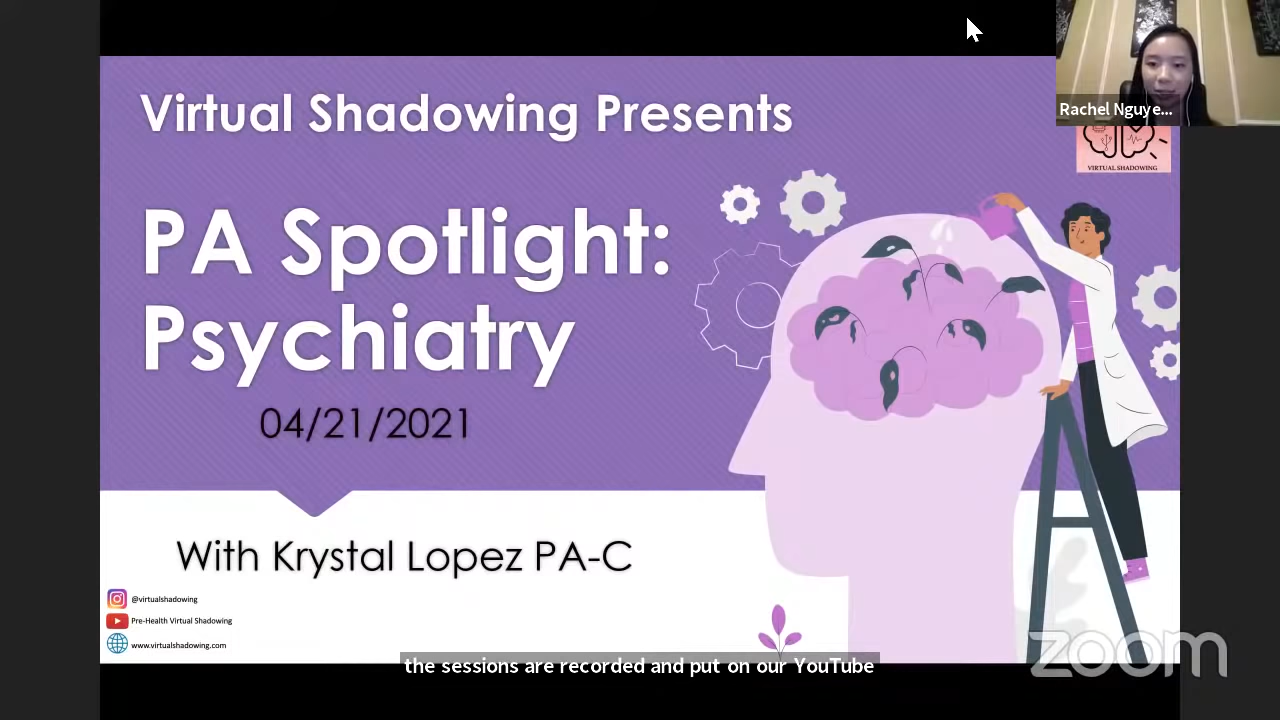 Virtual Shadowing Presents
Rachel Nguye...
VIRTUAL SHADOWING
PA Spotlight:
Psychiatry
04/21/2021
With Krystal Lopez PA-C
@virtualshadowing
Pre-Health Virtual Shadowing
www.virtualshadowing.com
the sessions are recorded and put on our YouTube
zoom